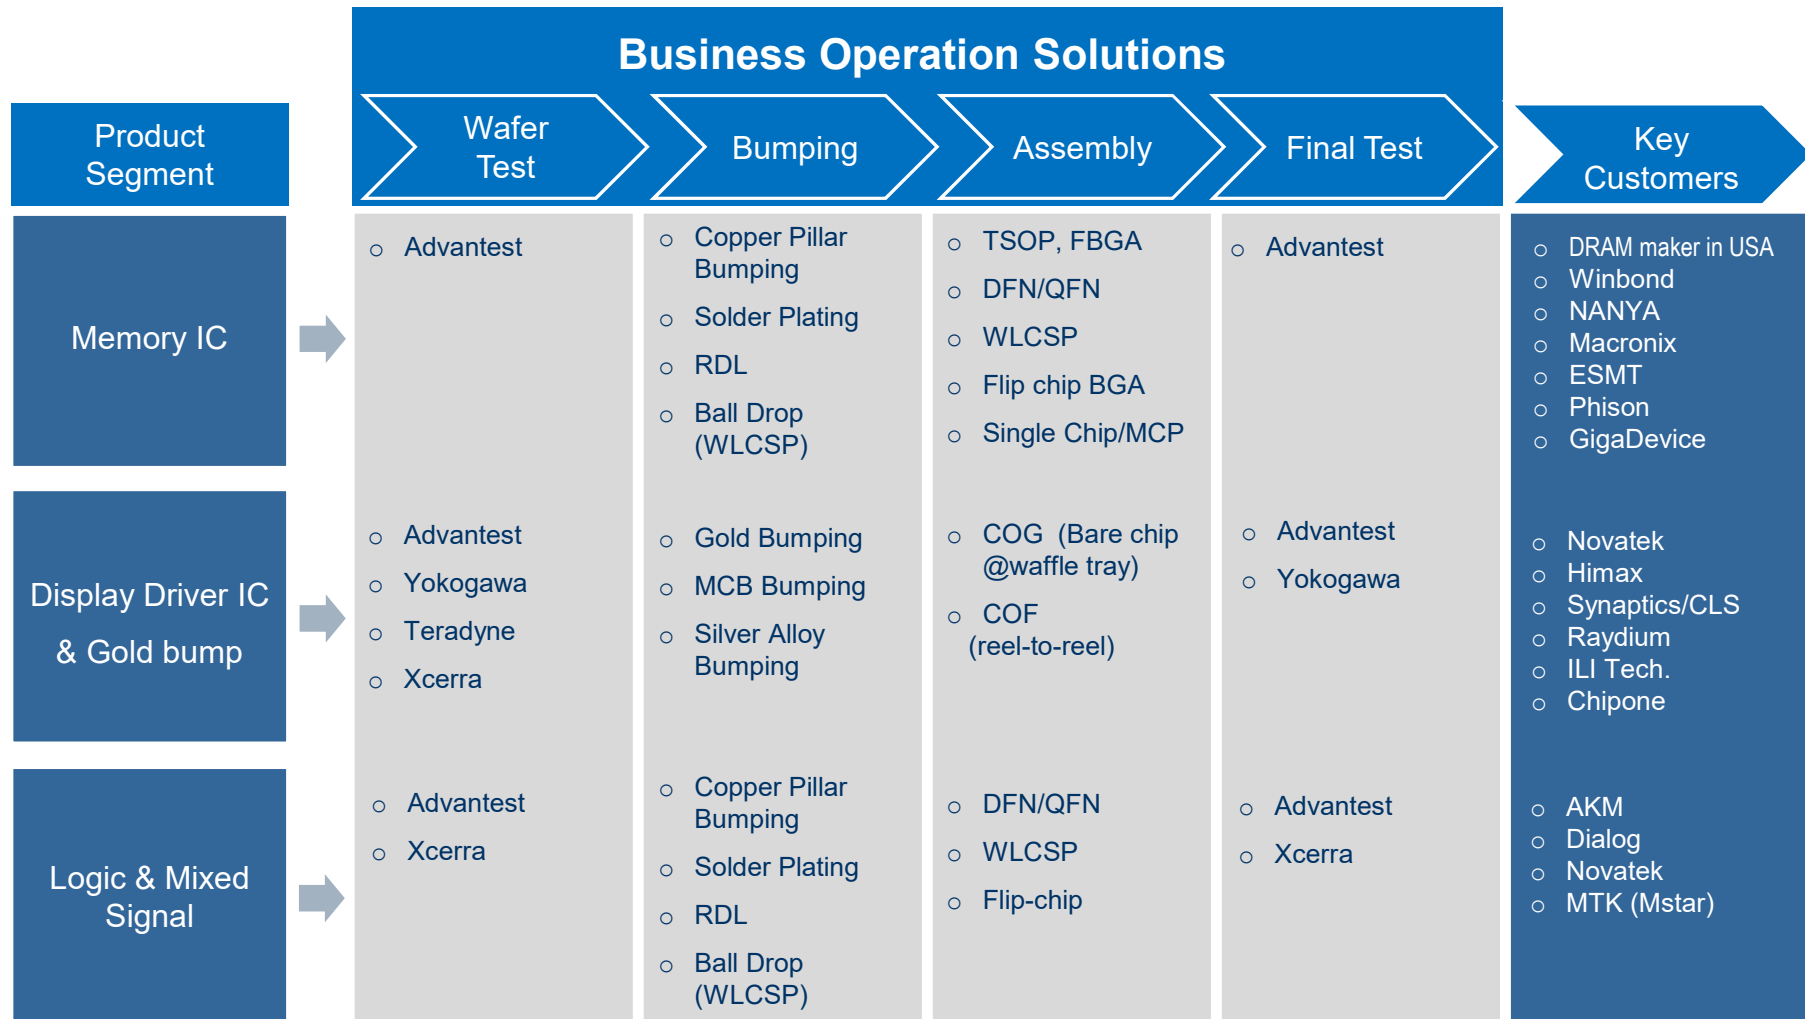 Business Operation Solutions
Product
Segment
Wafer
Test
Bumping
Assembly
Final Test
Key
Customers
Memory IC
o Advantest
o Copper Pillar
Bumping
o Solder Plating
o RDL
o Ball Drop
(WLCSP)
o TSOP, FBGA
o DFN/QFN
o WLCSP
o Flip chip BGA
o Single Chip/MCP
o Advantest
o DRAM maker in USA
o Winbond
o NANYA
o Macronix
o ESMT
o Phison
o GigaDevice
Display Driver IC
& Gold bump
o Advantest
o Yokogawa
o Teradyne
o Xcerra
o Gold Bumping
o MCB Bumping
o Silver Alloy
Bumping
o COG (Bare chip
@waffle tray)
o COF
(reel-to-reel)
o Advantest
o Yokogawa
o Novatek
o Himax
o Synaptics/CLS
o Raydium
o ILI Tech.
o Chipone
Logic & Mixed
Signal
o Advantest
o Xcerra
o Copper Pillar
Bumping
o Solder Plating
o RDL
o Ball Drop
(WLCSP)
o DFN/QFN
o WLCSP
o Flip-chip
o Advantest
o Xcerra
o AKM
o Dialog
o Novatek
o MTK (Mstar)